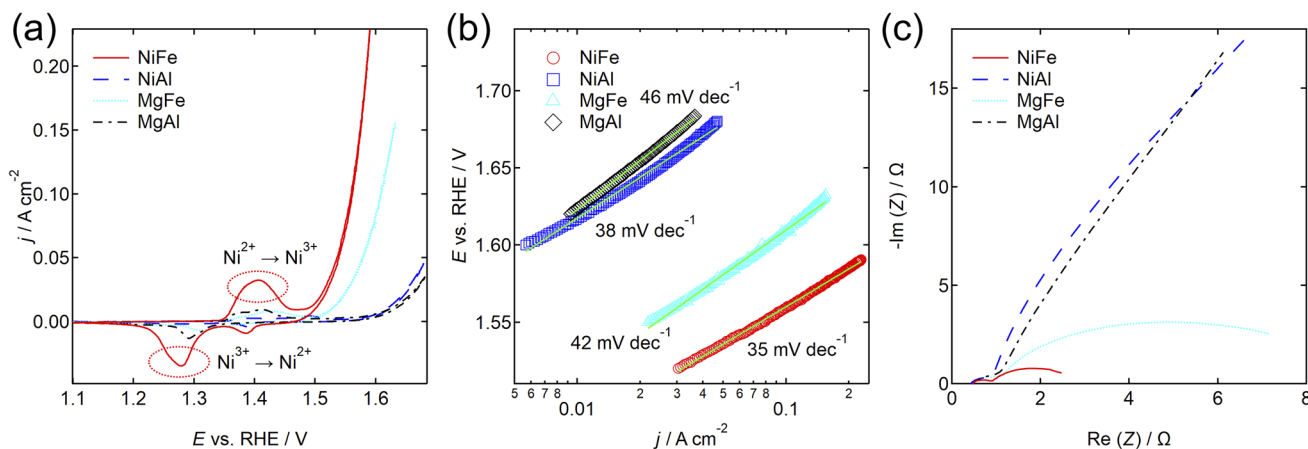 (a)
NiFe
NiAl
MgFe
MgAl
0.20
0.15
0.10
0.05
0.00
j / A cm⁻²
Ni²⁺ → Ni³⁺
Ni³⁺ → Ni²⁺
1.1 1.2 1.3 1.4 1.5 1.6
E vs. RHE / V
(b)
NiFe
NiAl
MgFe
MgAl
46 mV dec⁻¹
38 mV dec⁻¹
42 mV dec⁻¹
35 mV dec⁻¹
1.70
1.65
1.60
1.55
E vs. RHE / V
5 6 7 8 2 3 4 5 6 7 8 2
0.01 0.1
j / A cm⁻²
(c)
NiFe
NiAl
MgFe
MgAl
15
10
5
0
-Im (Z) / Ω
0 2 4 6 8
Re (Z) / Ω